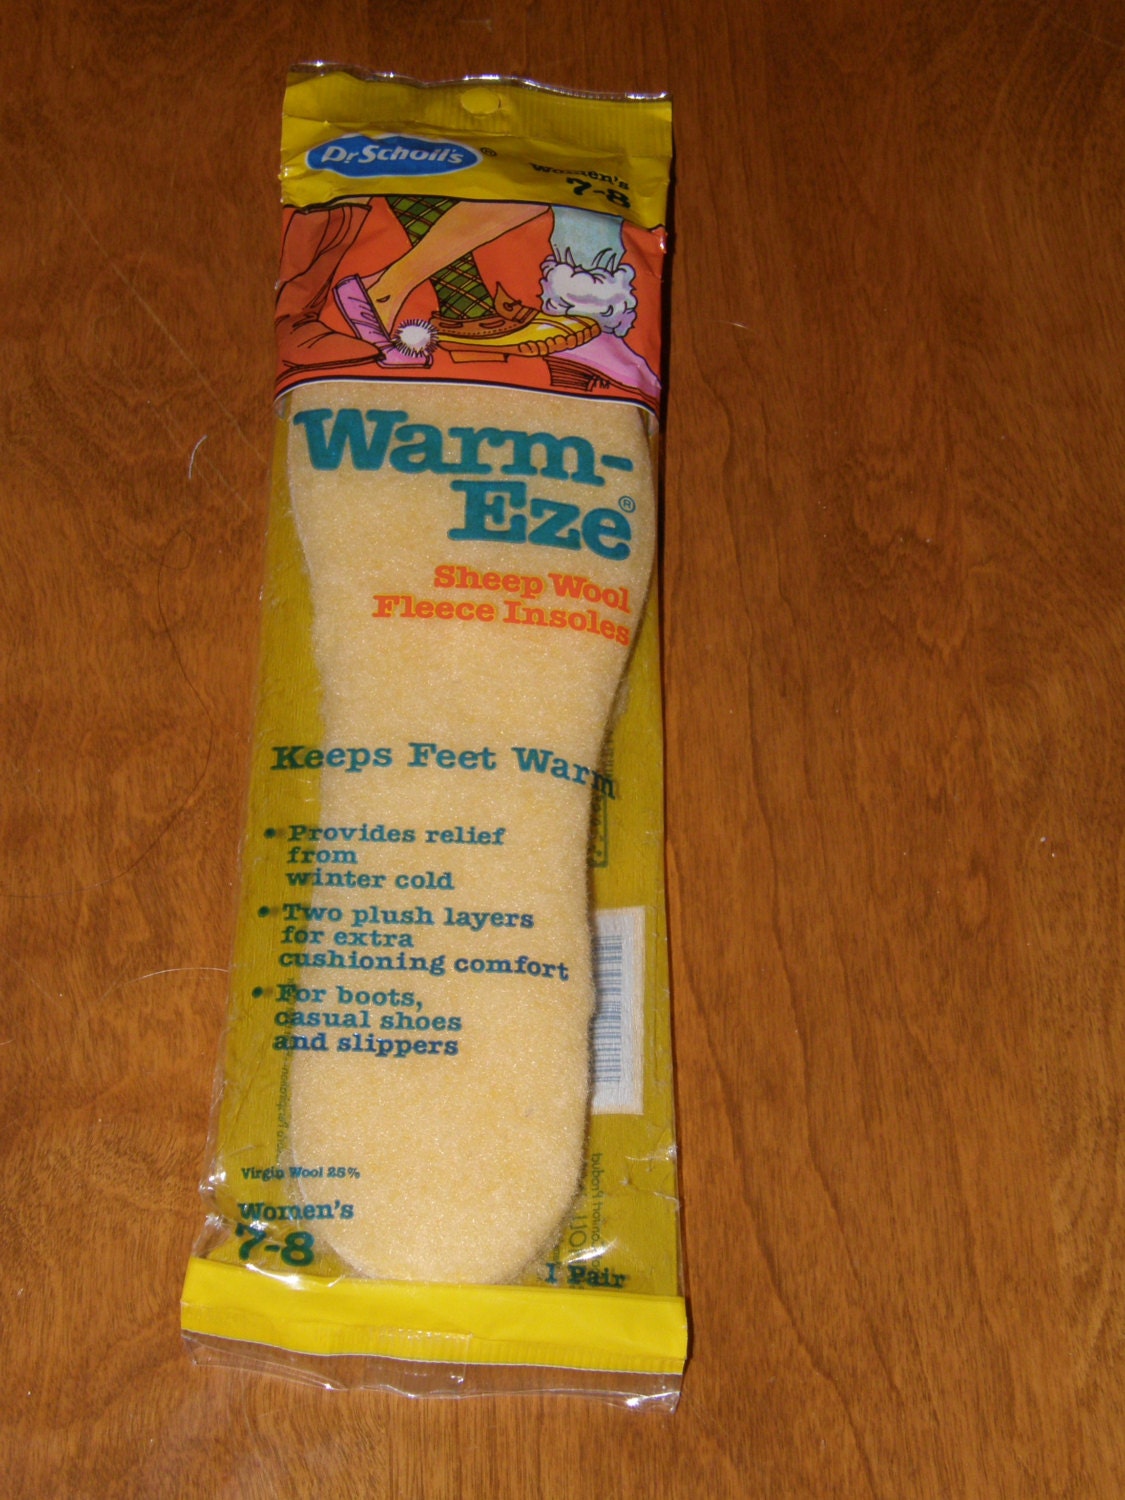 Dr Scholl's ®
Women's
7-8
TM
Warm-
Eze®
Sheep Wool
Fleece Insoles
Keeps Feet Warm
• Provides relief
from
winter cold
• Two plush layers
for extra
cushioning comfort
• For boots,
casual shoes
and slippers
Virgin Wool 25%
Women's
7-8
1 Pair